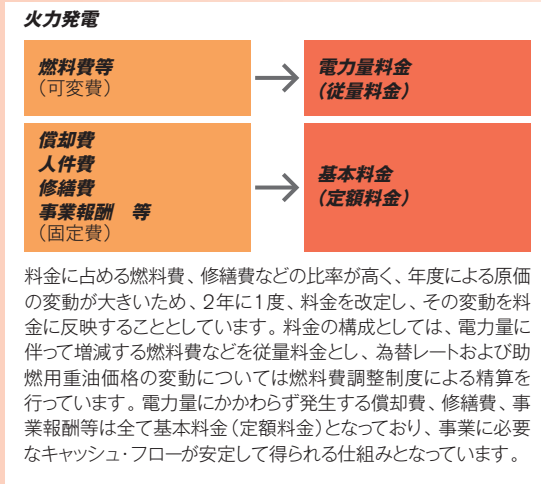 火力発電
燃料費等
（可変費）
電力量料金
（従量料金）
償却費
人件費
修繕費
事業報酬　等
（固定費）
基本料金
（定額料金）
料金に占める燃料費、修繕費などの比率が高く、年度による原価
の変動が大きいため、2年に1度、料金を改定し、その変動を料
金に反映することとしています。料金の構成としては、電力量に
伴って増減する燃料費などを従量料金とし、為替レートおよび助
燃用重油価格の変動については燃料費調整制度による精算を
行っています。電力量にかかわらず発生する償却費、修繕費、事
業報酬等は全て基本料金（定額料金）となっており、事業に必要
なキャッシュ・フローが安定して得られる仕組みとなっています。